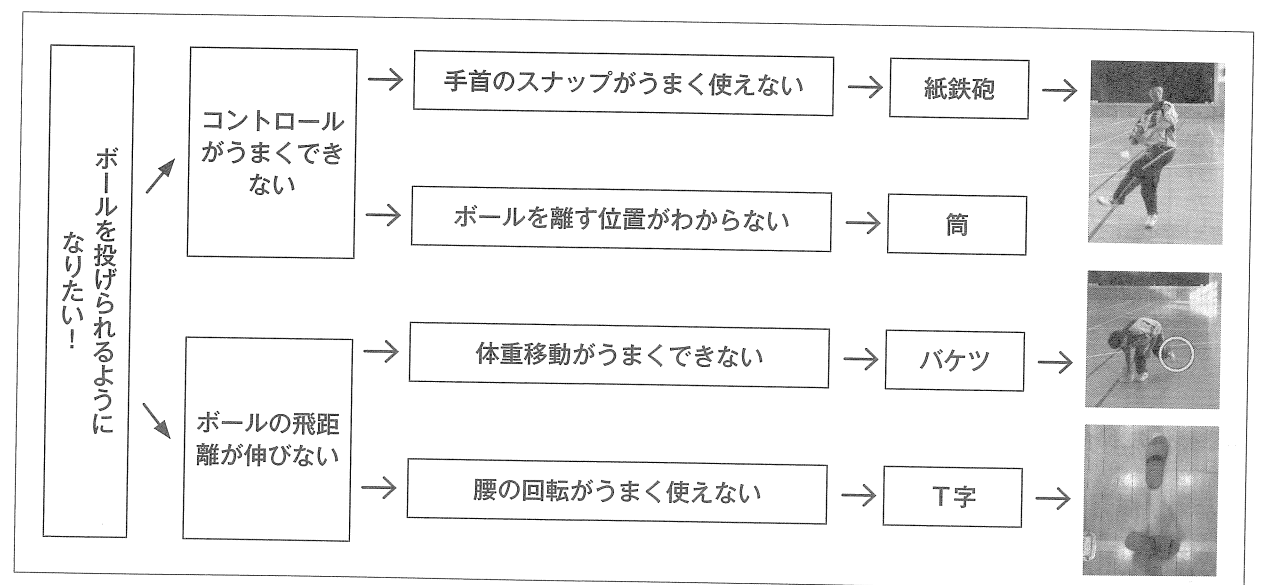 ボールを投げられるように
なりたい!
コントロール
がうまくでき
ない
手首のスナップがうまく使えない
紙鉄砲
ボールを離す位置がわからない
筒
ボールの飛距
離が伸びない
体重移動がうまくできない
バケツ
腰の回転がうまく使えない
T字